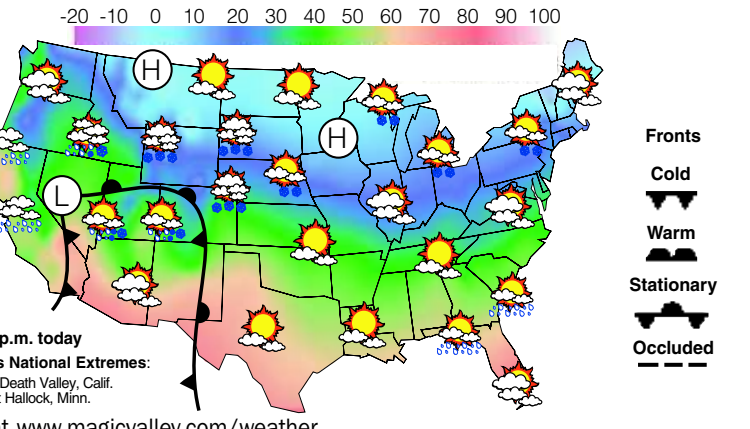 -20 -10 0 10 20 30 40 50 60 70 80 90 100
H
H
L
Fronts
Cold
Warm
Stationary
Occluded
p.m. today
National Extremes:
Death Valley, Calif.
Hallock, Minn.
www.magicvalley.com/weather